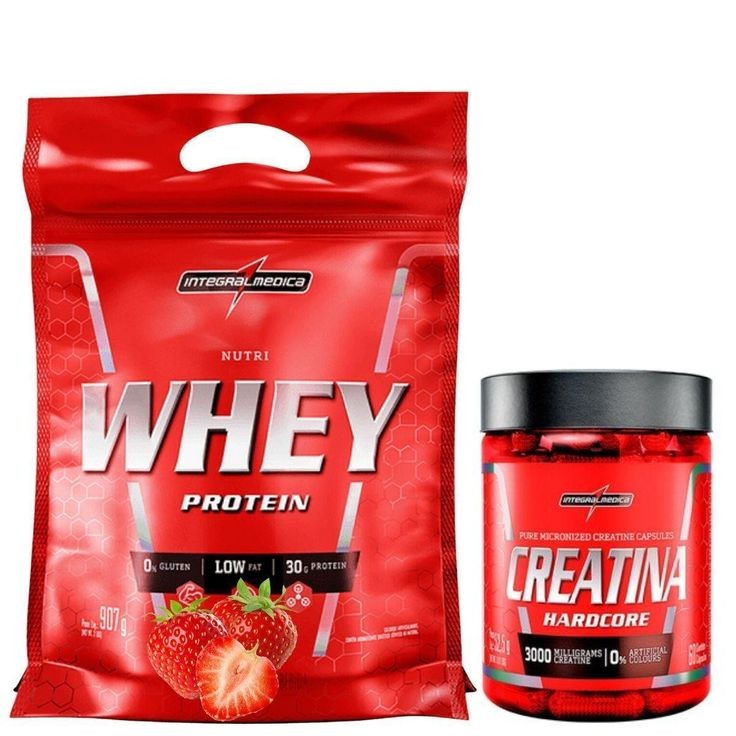 INTEGRALMEDICA
NUTRI
WHEY
PROTEIN
0% GLUTEN | LOW FAT | 30G PROTEIN
907g
INTEGRALMEDICA
PURE MICRONIZED CREATINE CAPSULES
CREATINA
HARDCORE
3000 MILLIGRAMS CREATINE | 0% ARTIFICIAL COLOURS